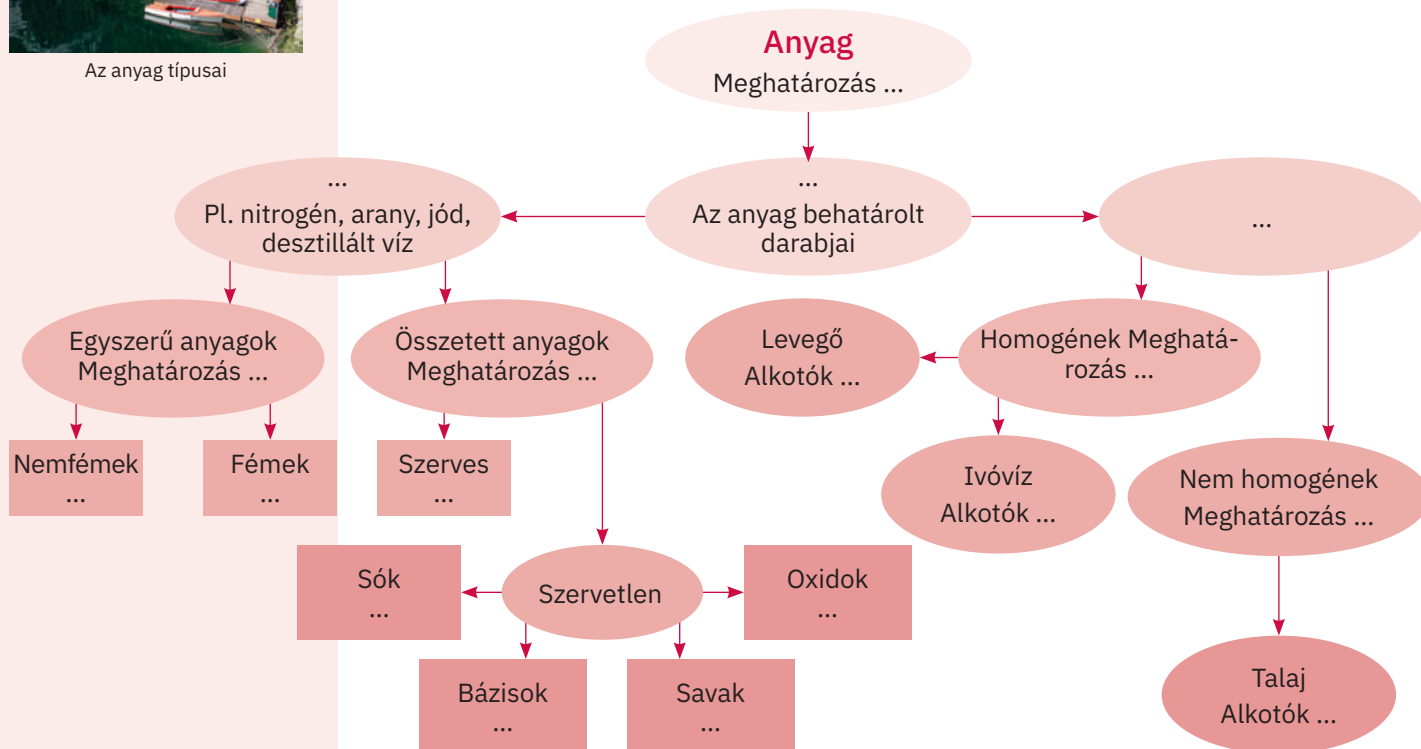 Az anyag típusai
Anyag
Meghatározás ...
...
Pl. nitrogén, arany, jód,
desztillált víz
...
Az anyag behatárolt
darabjai
...
Egyszerű anyagok
Meghatározás ...
Összetett anyagok
Meghatározás ...
Levegő
Alkotók ...
Homogének Meghatá-
rozás ...
Nemfémek
...
Fémek
...
Szerves
...
Ivóvíz
Alkotók ...
Nem homogének
Meghatározás ...
Sók
...
Szervetlen
Oxidok
...
Bázisok
...
Savak
...
Talaj
Alkotók ...